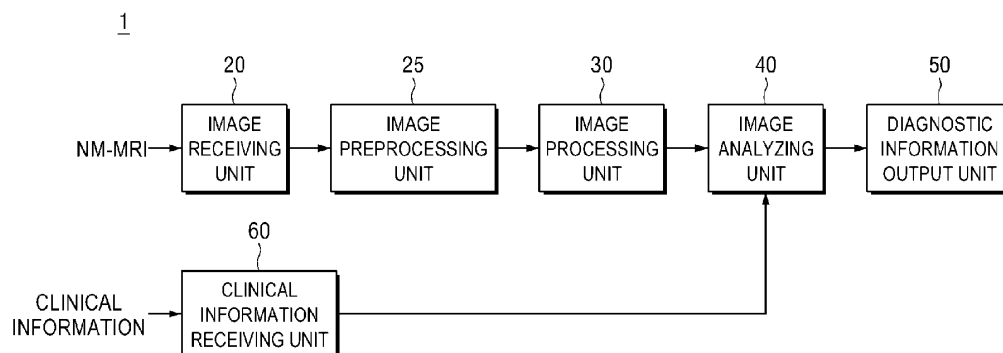 1
20
25
30
40
50
NM-MRI
IMAGE
RECEIVING
UNIT
IMAGE
PREPROCESSING
UNIT
IMAGE
PROCESSING
UNIT
IMAGE
ANALYZING
UNIT
DIAGNOSTIC
INFORMATION
OUTPUT UNIT
60
CLINICAL
INFORMATION
CLINICAL
INFORMATION
RECEIVING UNIT